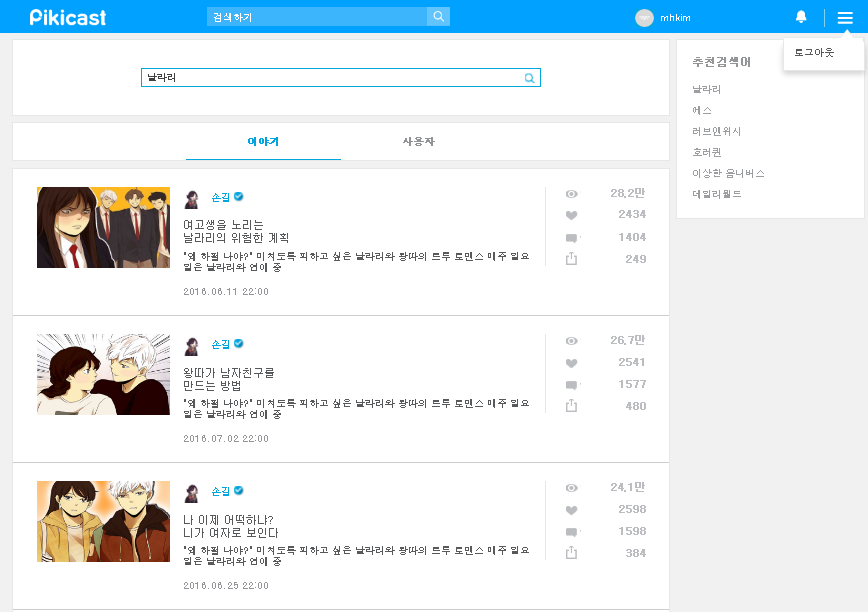 Pikicast
검색하기
mhkim
로그아웃
날라리
추천검색어
날라리
에스
러브앤위시
호러퀸
이상한 옴니버스
데일리월드
이야기
사용자
손길
여고생을 노리는
날라리의 위험한 계획
"왜 하필 나야?" 미치도록 피하고 싶은 날라리와 왕따의 트루 로맨스 매주 일요
일은 날라리와 연애 중
2016.06.11 22:00
28.2만
2434
1404
249
손길
왕따가 남자친구를
만드는 방법
"왜 하필 나야?" 미치도록 피하고 싶은 날라리와 왕따의 트루 로맨스 매주 일요
일은 날라리와 연애 중
2016.07.02 22:00
26.7만
2541
1577
480
손길
나 이제 어떡하냐?
니가 여자로 보인다
"왜 하필 나야?" 미치도록 피하고 싶은 날라리와 왕따의 트루 로맨스 매주 일요
일은 날라리와 연애 중
2016.06.25 22:00
24.1만
2598
1598
384